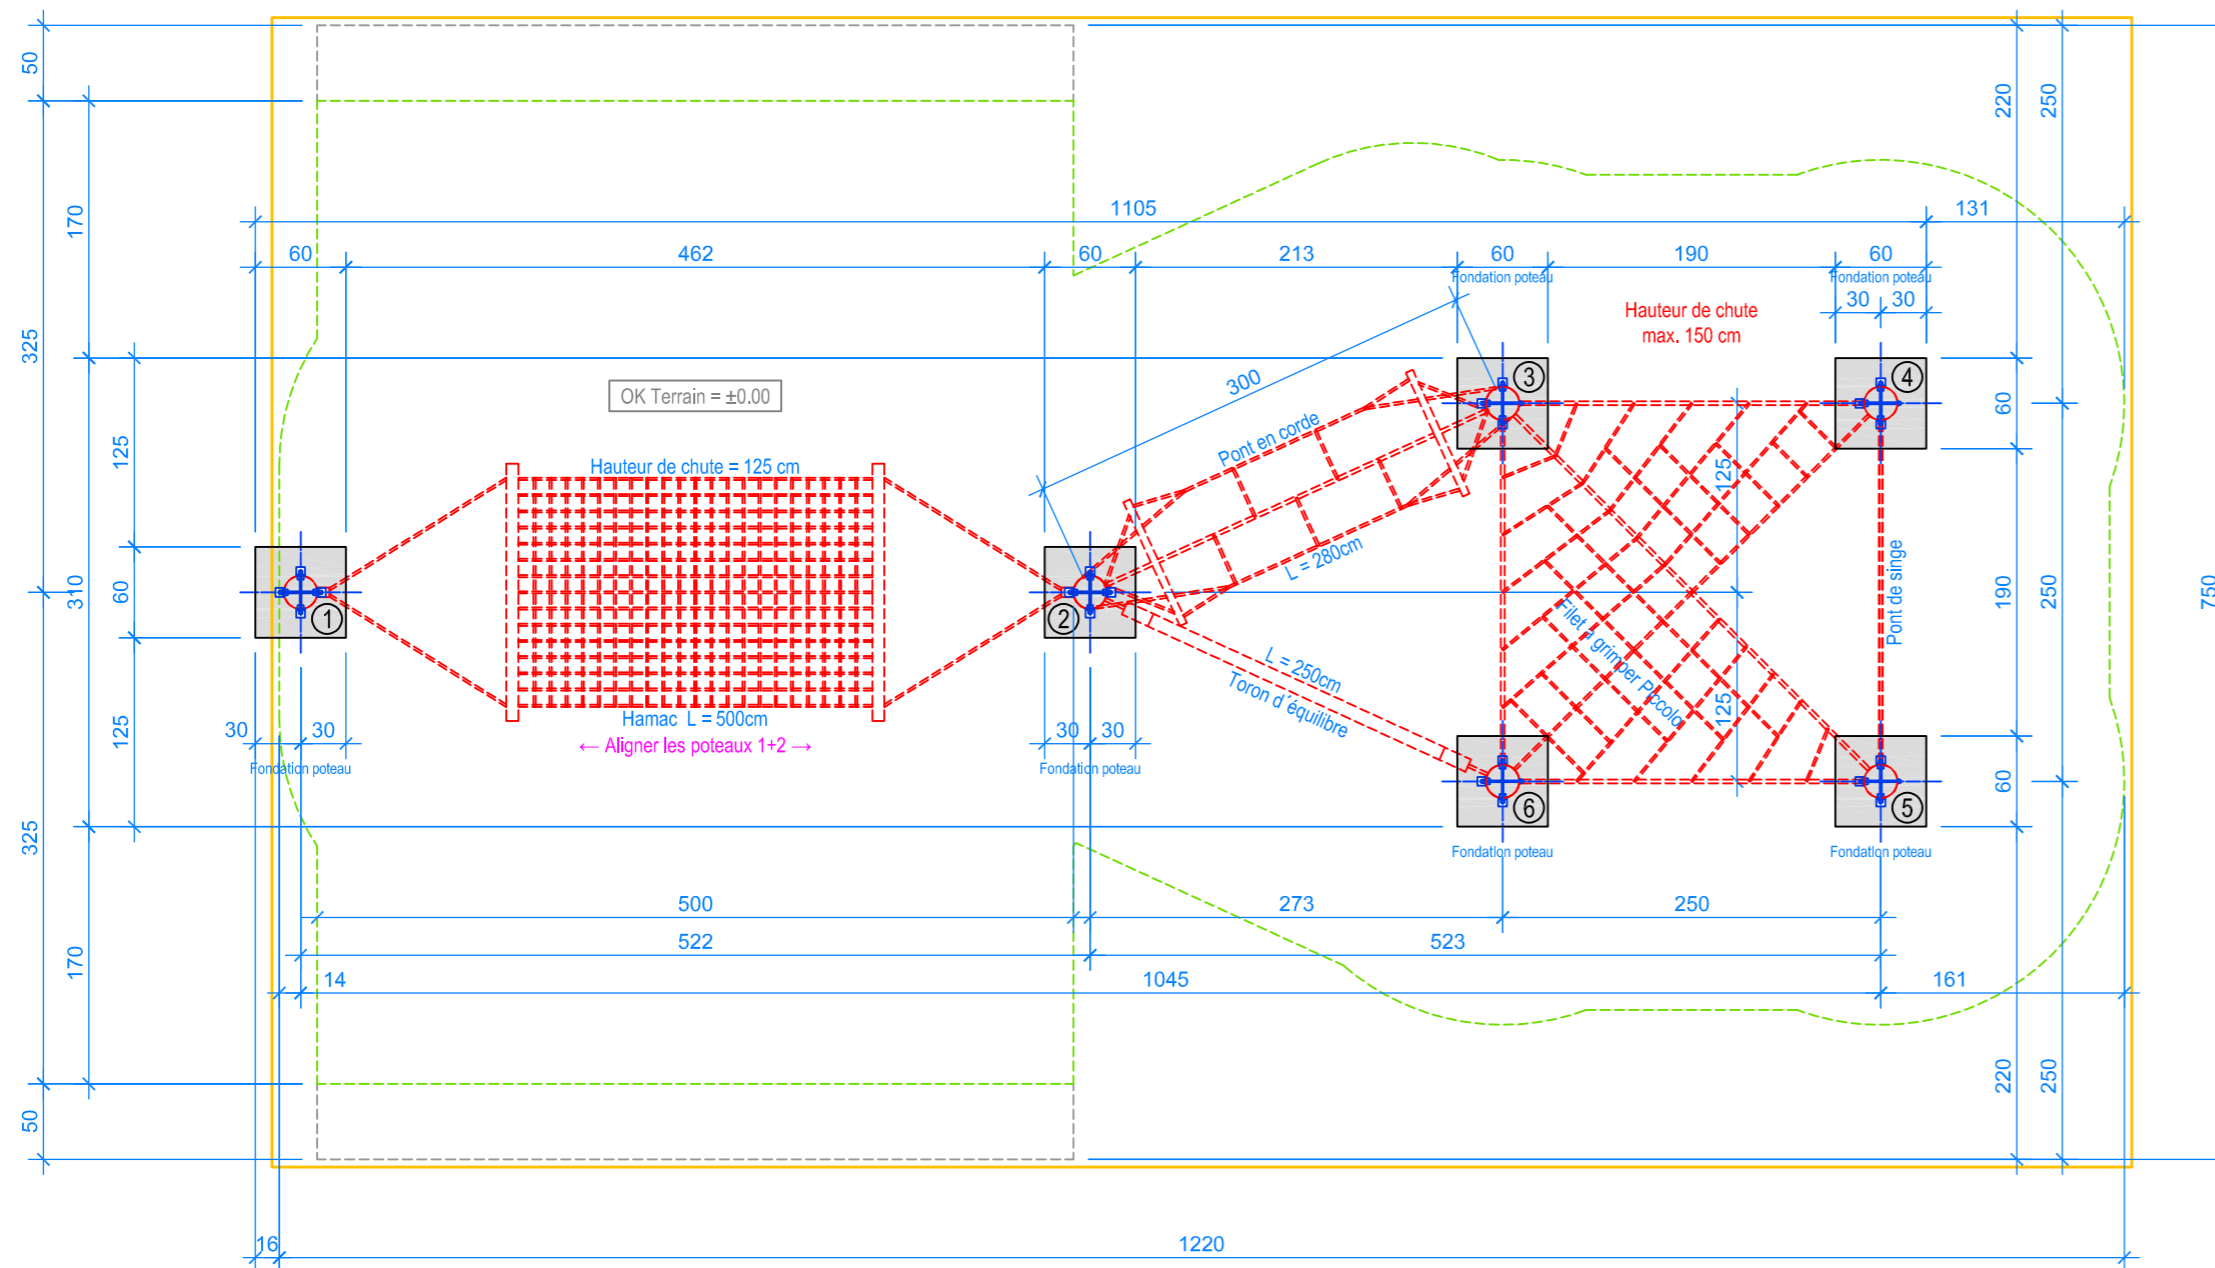 50
220
250
170
1105
131
60
462
60
213
60
190
60
Fondation poteau
Fondation poteau
30
30
Hauteur de chute
max. 150 cm
325
300
3
4
OK Terrain = ±0.00
60
Pont en corde
125
125
Hauteur de chute = 125 cm
L = 280cm
310
60
190
250
750
Pont de singe
1
2
Filet à grimper Piccolo
L = 250cm
Toron d'équilibre
Hamac L = 500cm
← Aligner les poteaux 1+2 →
125
125
30
30
30
30
Fondation poteau
Fondation poteau
60
6
5
325
Fondation poteau
Fondation poteau
500
273
250
522
523
170
14
1045
161
220
250
50
16
1220